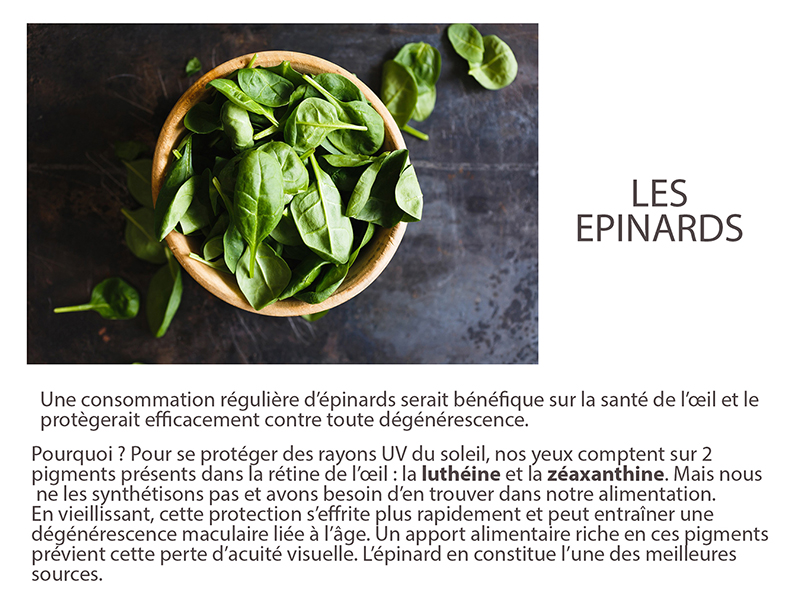 LES
EPINARDS
Une consommation régulière d’épinards serait bénéfique sur la santé de l’œil et le
protègerait efficacement contre toute dégénérescence.
Pourquoi ? Pour se protéger des rayons UV du soleil, nos yeux comptent sur 2
pigments présents dans la rétine de l’œil : la luthéine et la zéaxanthine. Mais nous
ne les synthétisons pas et avons besoin d’en trouver dans notre alimentation.
En vieillissant, cette protection s’effrite plus rapidement et peut entraîner une
dégénérescence maculaire liée à l’âge. Un apport alimentaire riche en ces pigments
prévient cette perte d’acuité visuelle. L’épinard en constitue l’une des meilleures
sources.